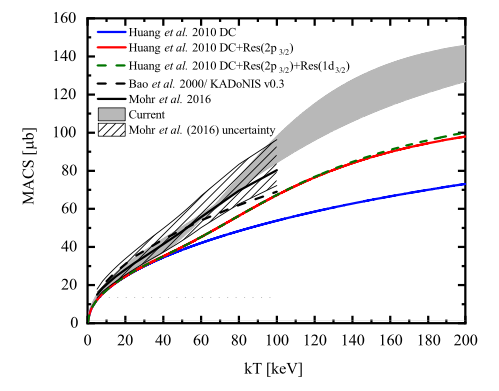 160
140
120
100
80
60
40
20
0
MACS [μb]
Huang et al. 2010 DC
Huang et al. 2010 DC+Res(2p3/2)
Huang et al. 2010 DC+Res(2p3/2)+Res(1d3/2)
Bao et al. 2000/ KADoNIS v0.3
Mohr et al. 2016
Current
Mohr et al. (2016) uncertainty
0 20 40 60 80 100 120 140 160 180 200
kT [keV]